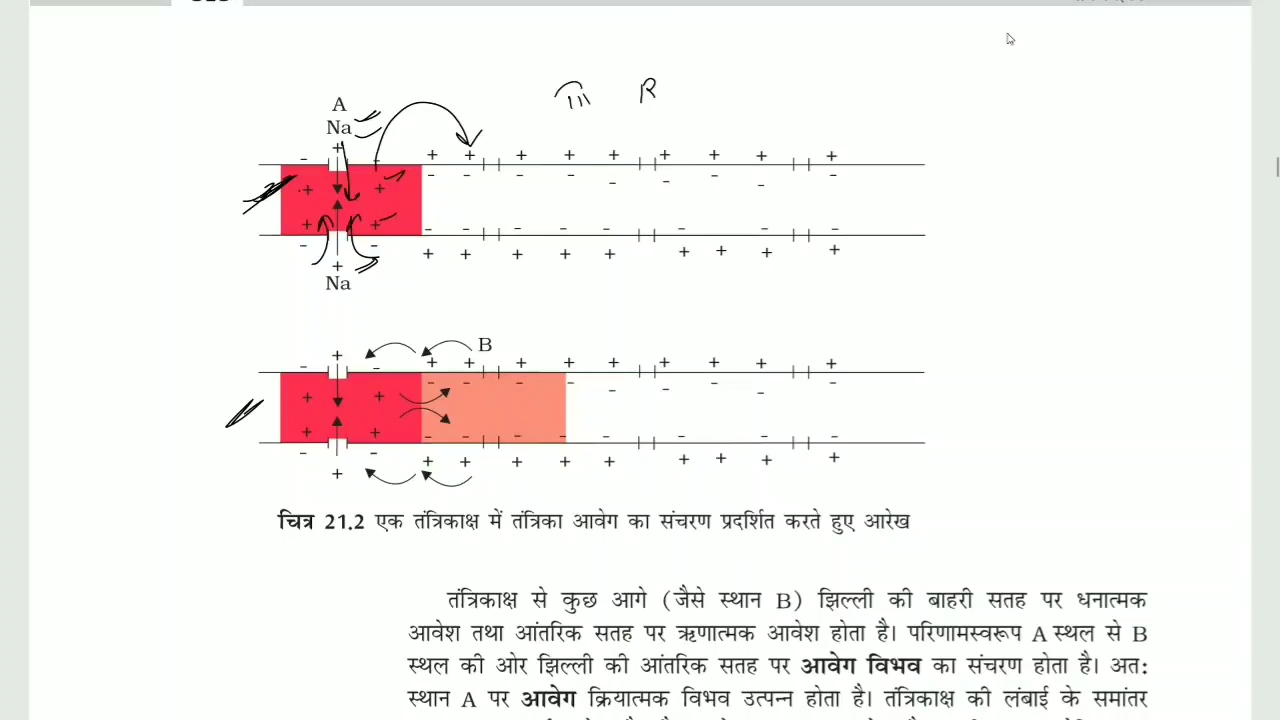 A
Na
Na
B
चित्र 21.2 एक तंत्रिकाक्ष में तंत्रिका आवेग का संचरण प्रदर्शित करते हुए आरेख
तंत्रिकाक्ष से कुछ आगे (जैसे स्थान B) झिल्ली की बाहरी सतह पर धनात्मक
आवेश तथा आंतरिक सतह पर ऋणात्मक आवेश होता है। परिणामस्वरूप A स्थल से B
स्थल की ओर झिल्ली की आंतरिक सतह पर आवेग विभव का संचरण होता है। अत:
स्थान A पर आवेग क्रियात्मक विभव उत्पन्न होता है। तंत्रिकाक्ष की लंबाई के समांतर